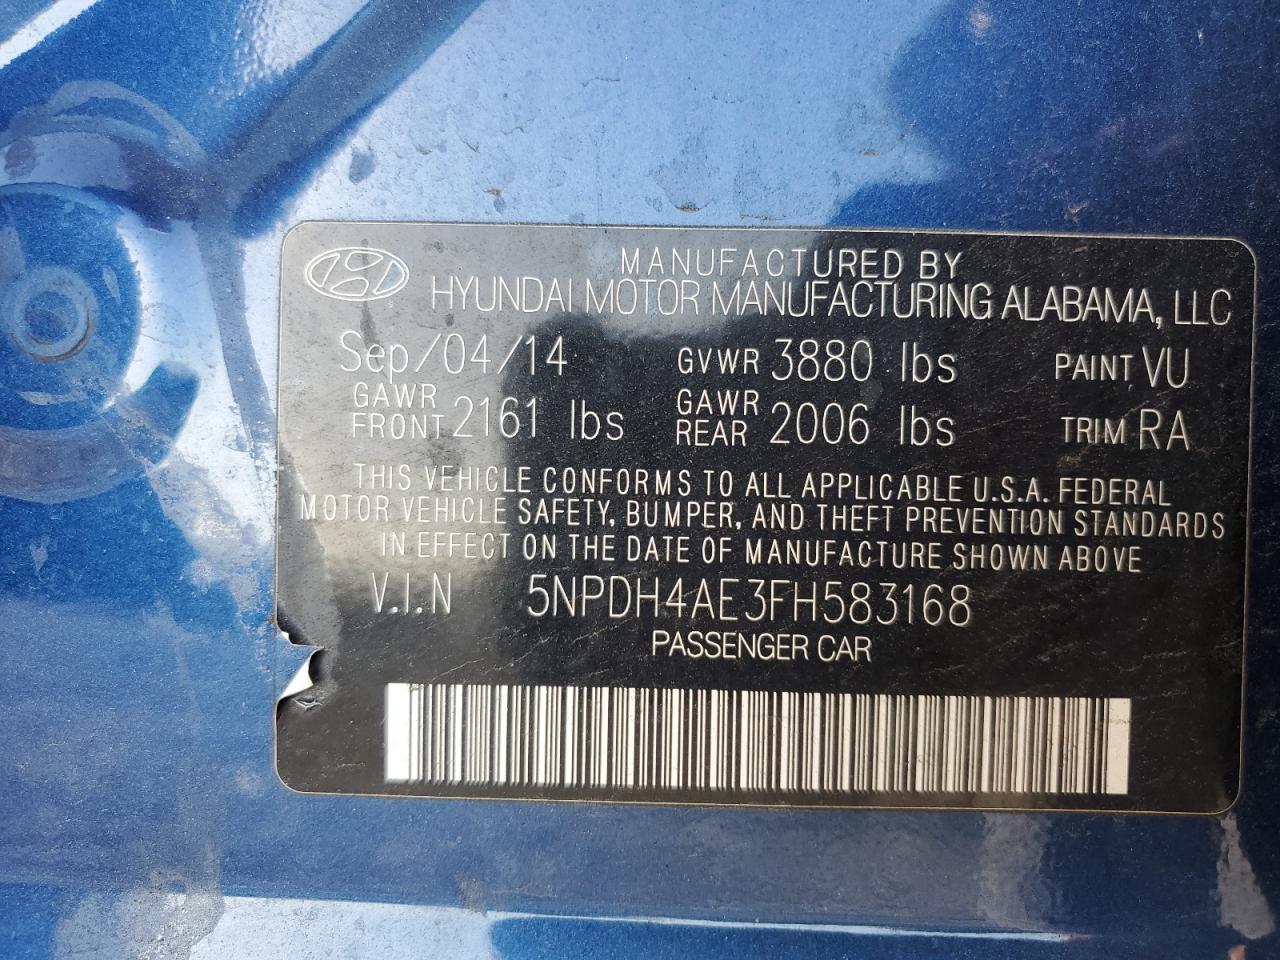 MANUFACTURED BY
HYUNDAI MOTOR MANUFACTURING ALABAMA, LLC
Sep/04/14 GVWR 3880 lbs PAINT VU
GAWR FRONT 2161 lbs GAWR REAR 2006 lbs TRIM RA
THIS VEHICLE CONFORMS TO ALL APPLICABLE U.S.A. FEDERAL
MOTOR VEHICLE SAFETY, BUMPER, AND THEFT PREVENTION STANDARDS
IN EFFECT ON THE DATE OF MANUFACTURE SHOWN ABOVE
V.I.N 5NPDH4AE3FH583168
PASSENGER CAR